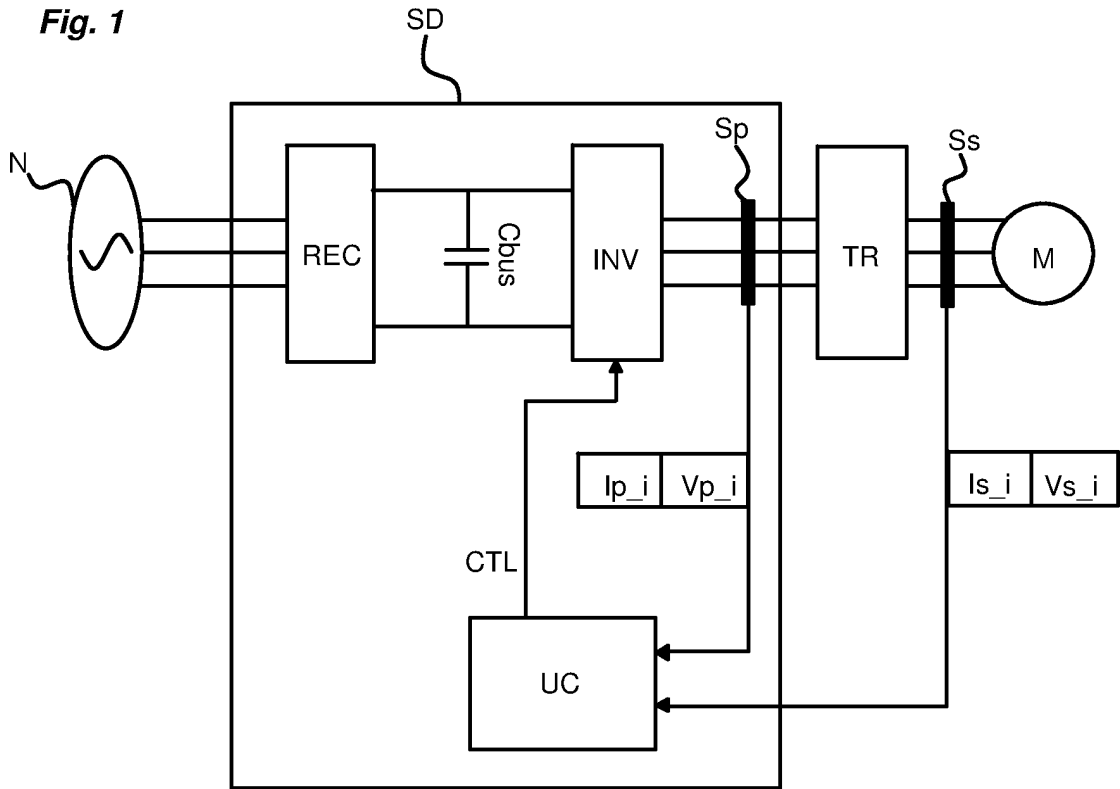 Fig. 1
SD
N
Sp
Ss
REC
Cbus
INV
TR
M
Ip_i
Vp_i
Is_i
Vs_i
CTL
UC